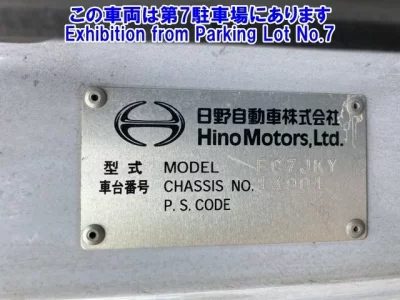 この車両は第7駐車場にあります
Exhibition from Parking Lot No.7
日野自動車株式会社
Hino Motors, Ltd.
型式 MODEL FC7JKY
車台番号 CHASSIS NO.
P.S. CODE